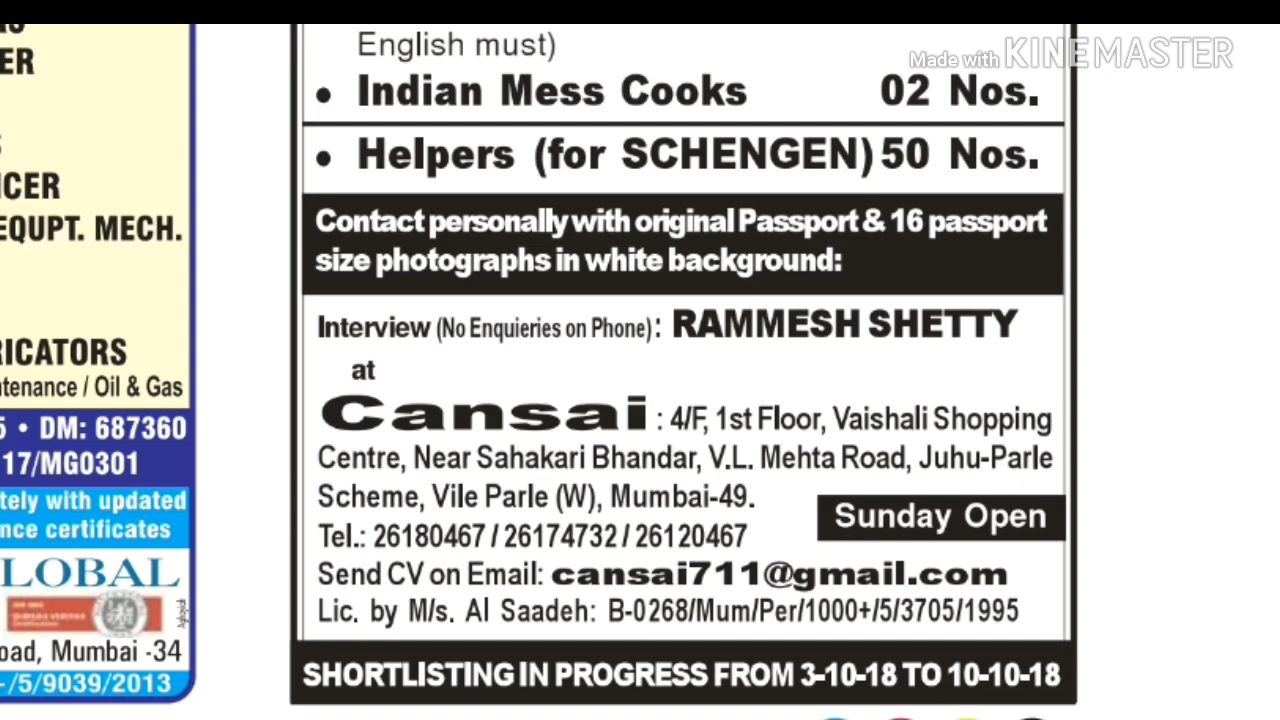 Made with KINEMASTER
ER
ICER
EQUPT. MECH.
RICATORS
ntenance / Oil & Gas
5 • DM: 687360
17/MG0301
tely with updated
nce certificates
LOBAL
oad, Mumbai -34
-/5/9039/2013
English must)
• Indian Mess Cooks 02 Nos.
• Helpers (for SCHENGEN) 50 Nos.
Contact personally with original Passport & 16 passport
size photographs in white background:
Interview (No Enquieries on Phone): RAMMESH SHETTY
at
Cansai : 4/F, 1st Floor, Vaishali Shopping
Centre, Near Sahakari Bhandar, V.L. Mehta Road, Juhu-Parle
Scheme, Vile Parle (W), Mumbai-49.
Sunday Open
Tel.: 26180467 / 26174732 / 26120467
Send CV on Email: cansai711@gmail.com
Lic. by M/s. Al Saadeh: B-0268/Mum/Per/1000+/5/3705/1995
SHORTLISTING IN PROGRESS FROM 3-10-18 TO 10-10-18